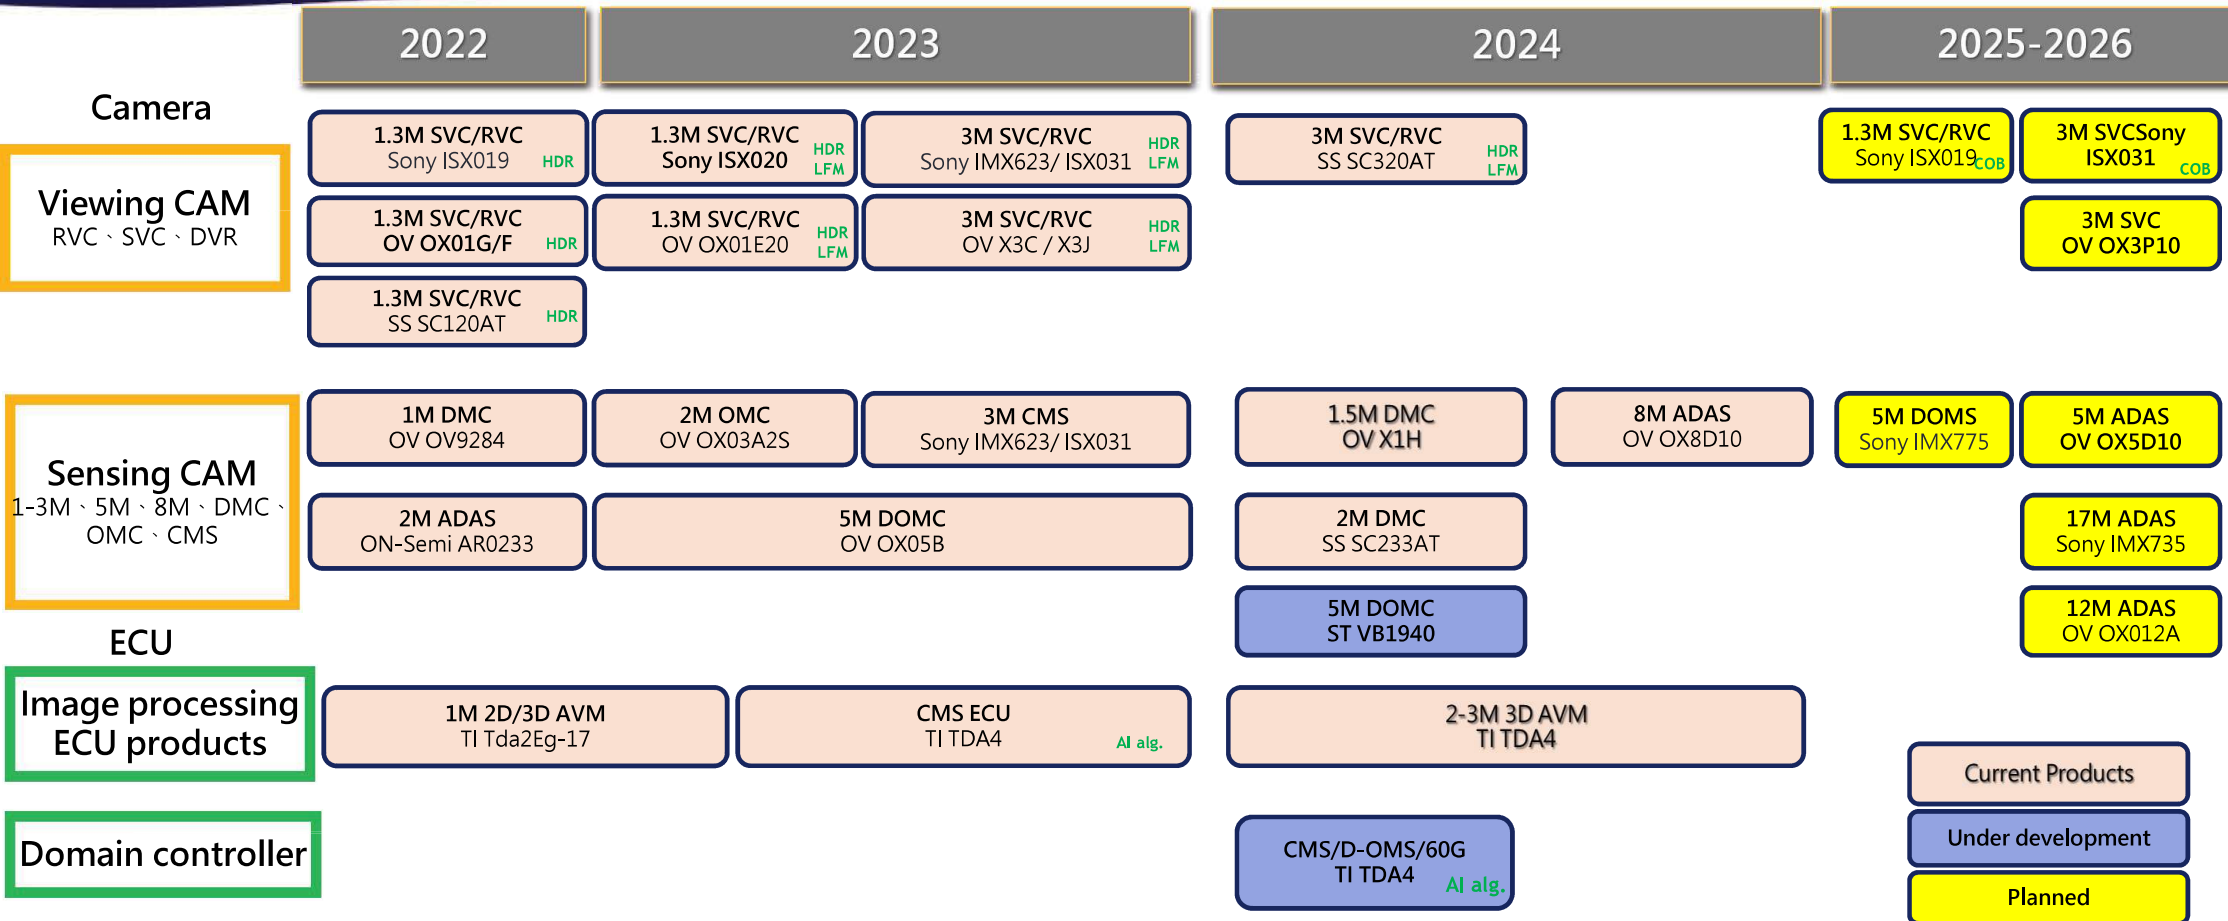 2022
2023
2024
2025-2026
Camera
Viewing CAM
RVC、SVC、DVR
1.3M SVC/RVC
Sony ISX019
HDR
1.3M SVC/RVC
Sony ISX020
HDR
LFM
3M SVC/RVC
Sony IMX623/ ISX031
HDR
LFM
3M SVC/RVC
SS SC320AT
HDR
LFM
1.3M SVC/RVC
Sony ISX019
COB
3M SVCSony
ISX031
COB
1.3M SVC/RVC
OV OX01G/F
HDR
1.3M SVC/RVC
OV OX01E20
HDR
LFM
3M SVC/RVC
OV X3C / X3J
HDR
LFM
3M SVC
OV OX3P10
1.3M SVC/RVC
SS SC120AT
HDR
Sensing CAM
1-3M、5M、8M、DMC、
OMC、CMS
1M DMC
OV OV9284
2M OMC
OV OX03A2S
3M CMS
Sony IMX623/ ISX031
1.5M DMC
OV X1H
8M ADAS
OV OX8D10
5M DOMS
Sony IMX775
5M ADAS
OV OX5D10
2M ADAS
ON-Semi AR0233
5M DOMC
OV OX05B
2M DMC
SS SC233AT
17M ADAS
Sony IMX735
5M DOMC
ST VB1940
12M ADAS
OV OX012A
ECU
Image processing
ECU products
1M 2D/3D AVM
TI Tda2Eg-17
CMS ECU
TI TDA4
AI alg.
2-3M 3D AVM
TI TDA4
Domain controller
CMS/D-OMS/60G
TI TDA4
AI alg.
Current Products
Under development
Planned